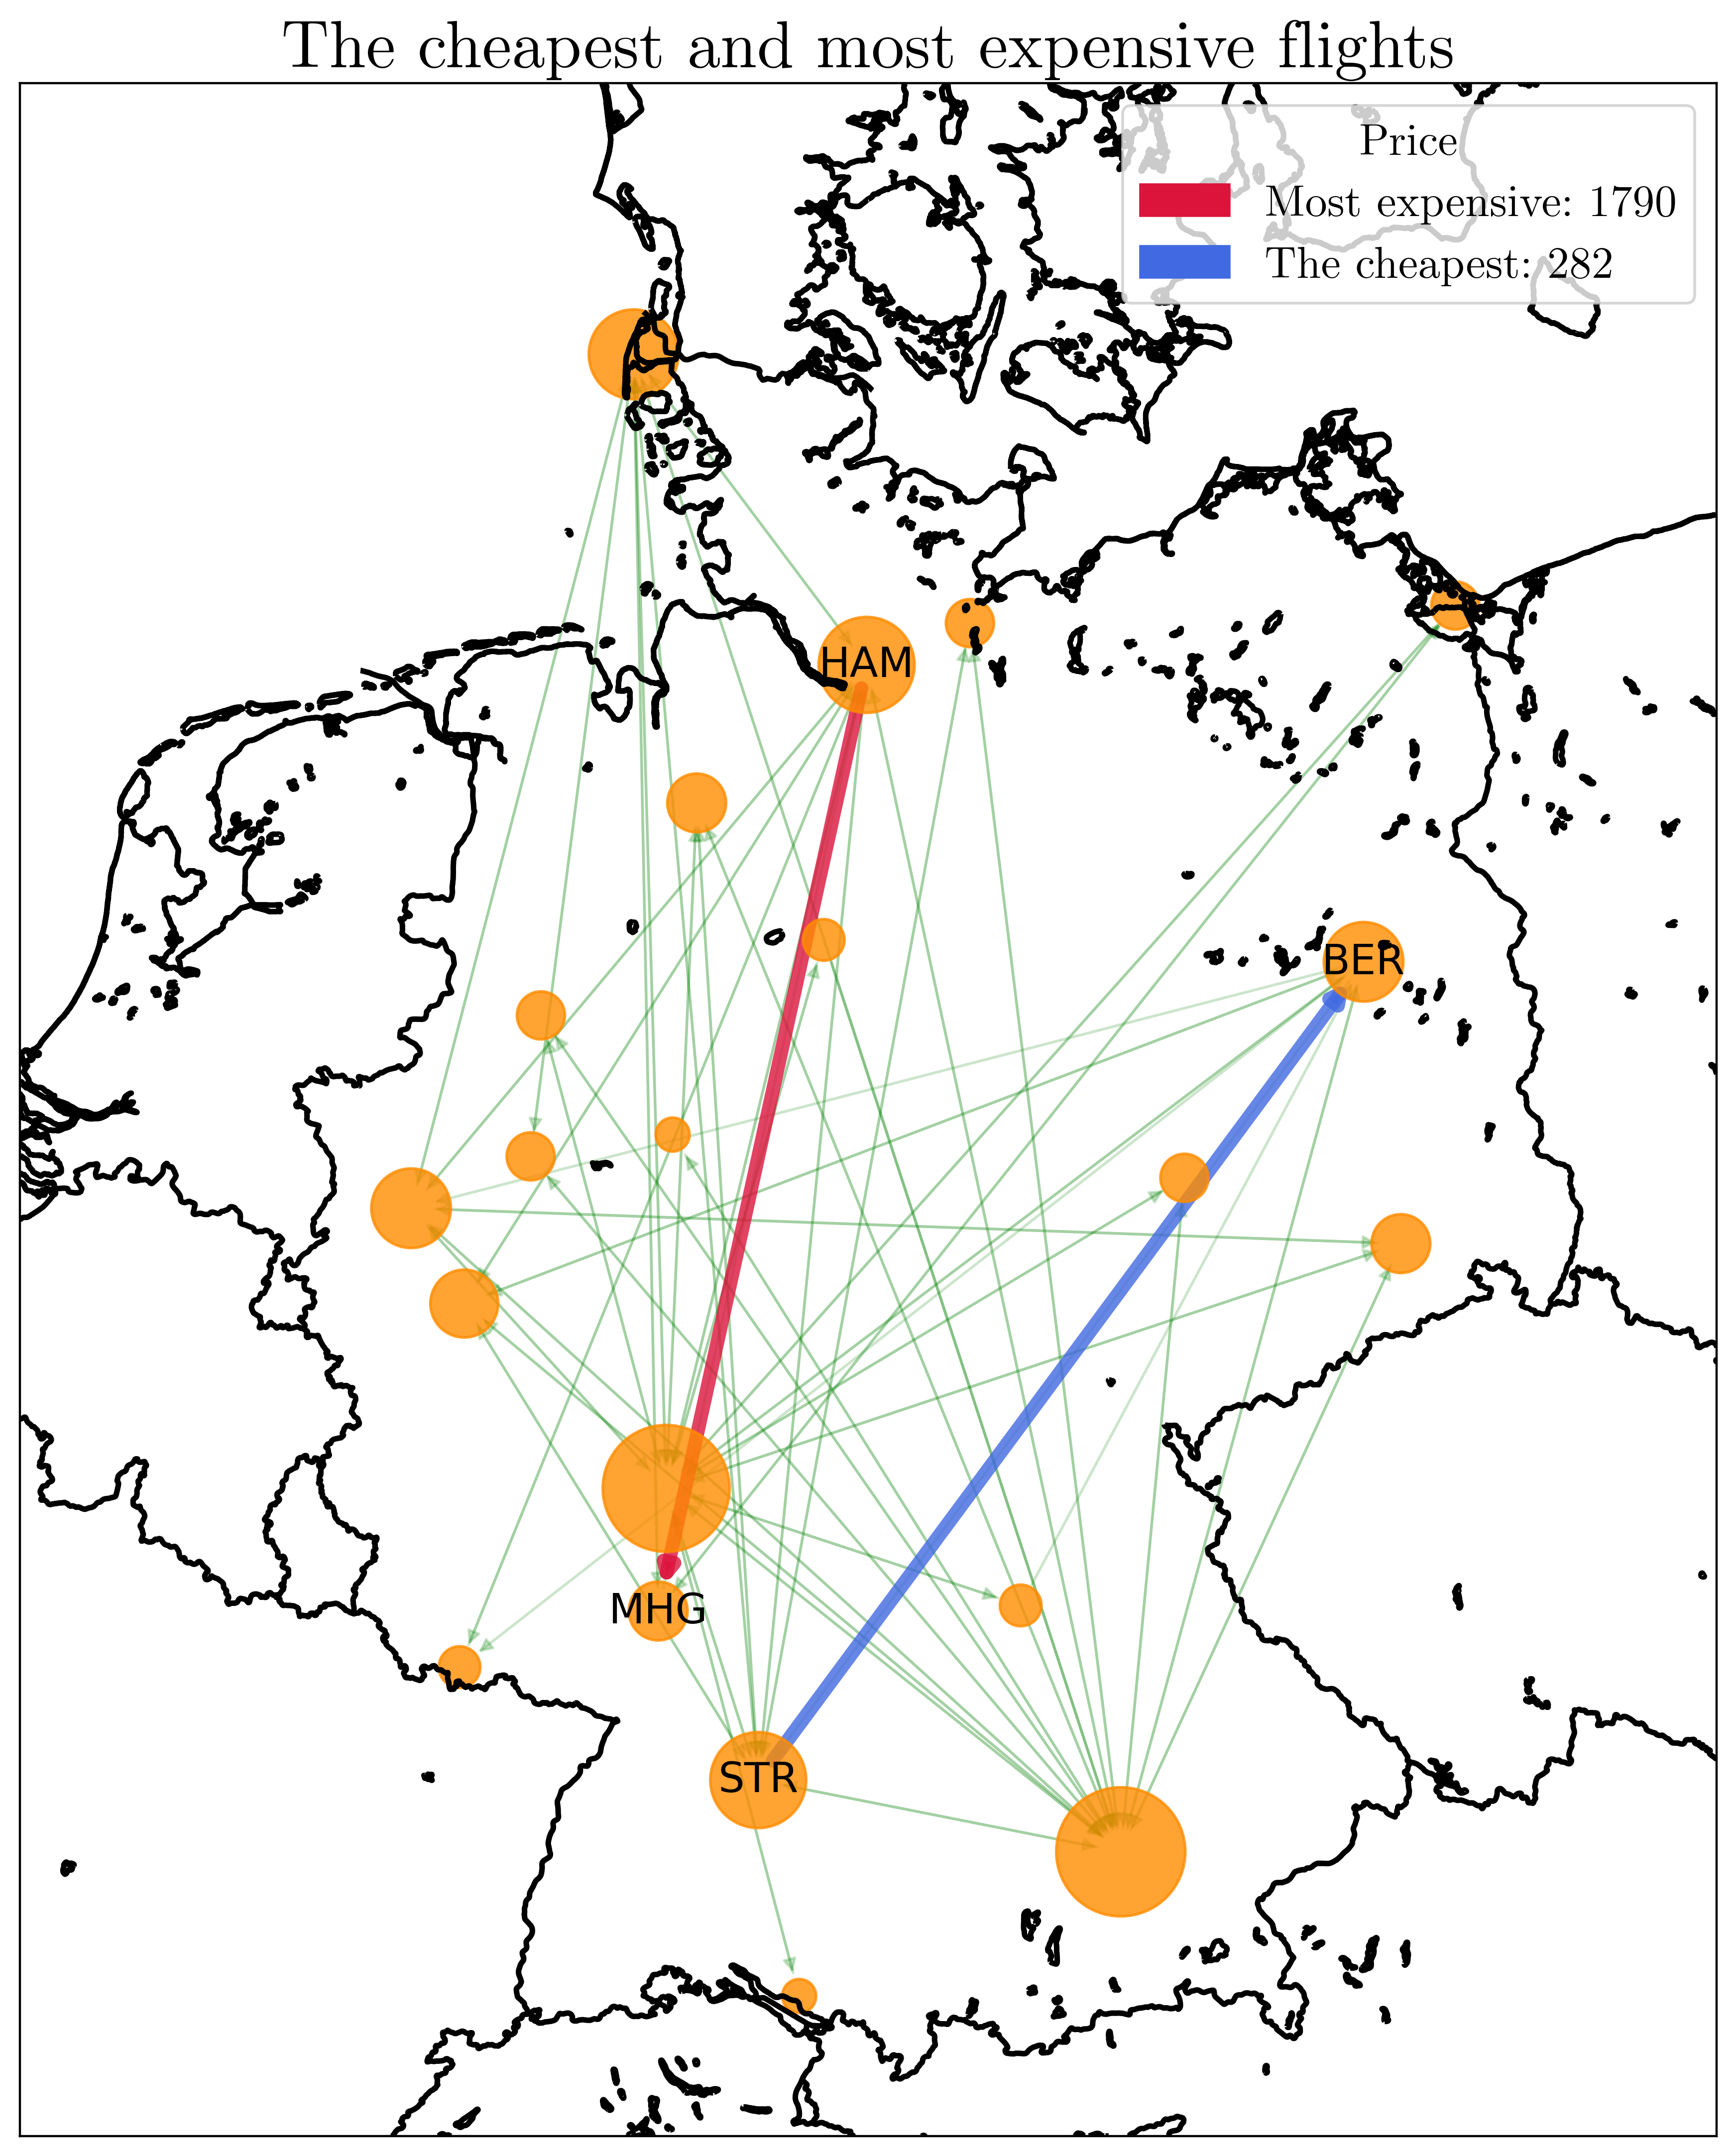 The cheapest and most expensive flights
Price
Most expensive: 1790
The cheapest: 282
HAM
BER
MHG
STR